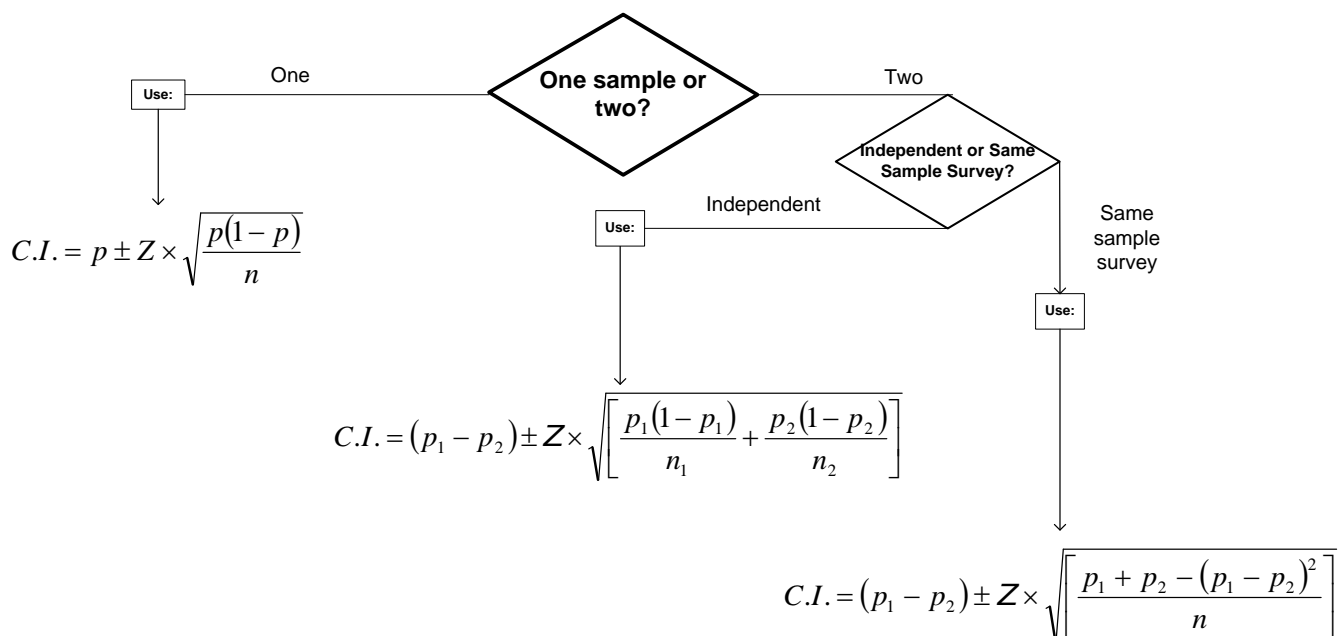 One sample or
two?
One
Two
Use:
Independent or Same
Sample Survey?
Independent
Use:
Same
sample
survey
Use:
C.I. = p ± Z × √(p(1 − p) / n)
C.I. = (p₁ − p₂) ± Z × √[p₁(1 − p₁) / n₁ + p₂(1 − p₂) / n₂]
C.I. = (p₁ − p₂) ± Z × √[(p₁ + p₂ − (p₁ − p₂)²) / n]